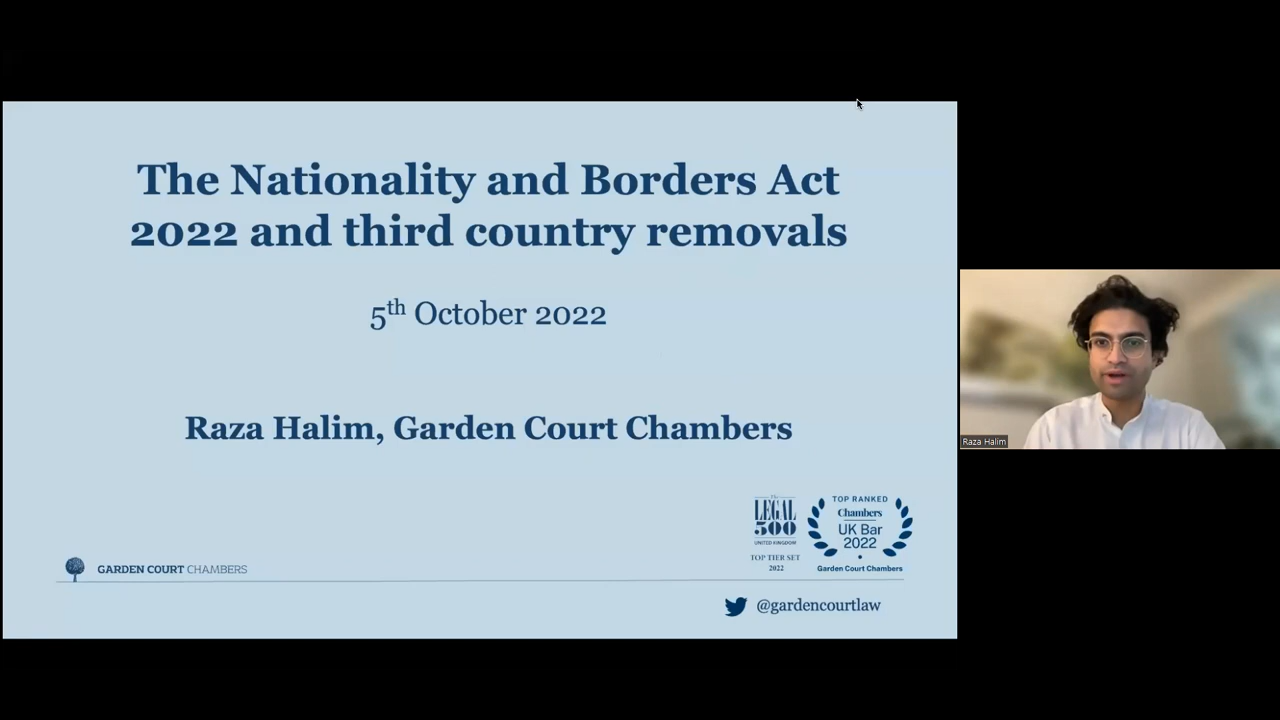 The Nationality and Borders Act
2022 and third country removals
5th October 2022
Raza Halim, Garden Court Chambers
The
LEGAL
500
UNITED KINGDOM
TOP TIER SET
2022
TOP RANKED
Chambers
UK Bar
2022
Garden Court Chambers
GARDEN COURT CHAMBERS
@gardencourtlaw
Raza Halim